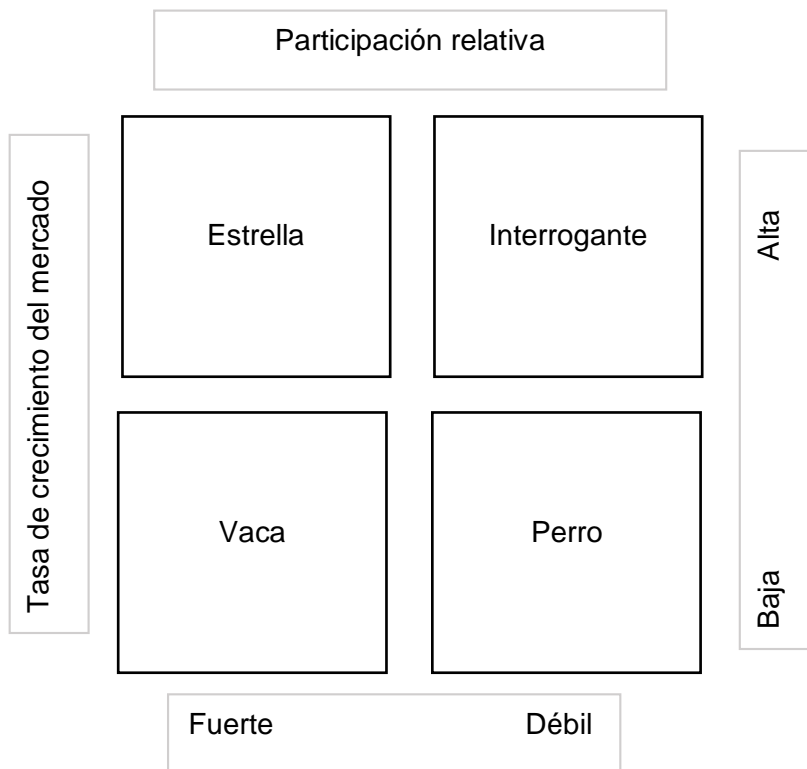 Participación relativa
Tasa de crecimiento del mercado
Estrella
Interrogante
Alta
Vaca
Perro
Baja
Fuerte
Débil